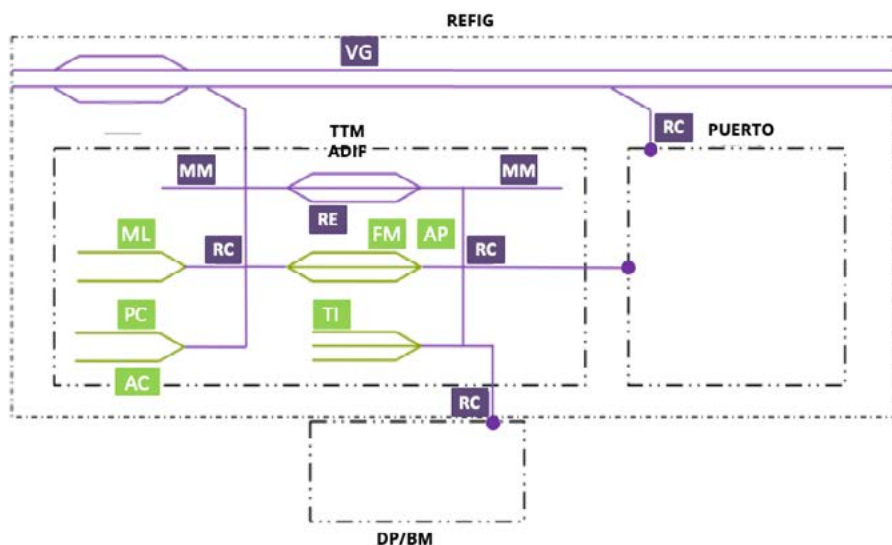 REFIG
VG
RC
PUERTO
TTM
ADIF
MM
MM
RE
ML
RC
FM
AP
RC
PC
TI
AC
RC
DP/BM